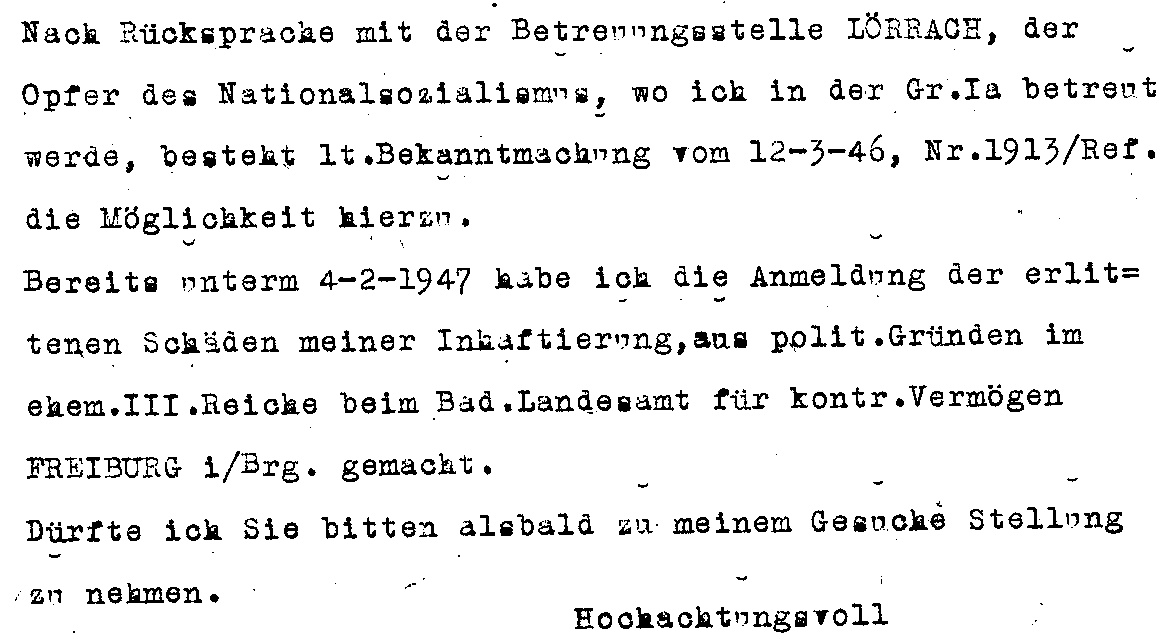 Nach Rücksprache mit der Betreuungsstelle LÖRRACH, der
Opfer des Nationalsozialismus, wo ich in der Gr.Ia betreut
werde, besteht lt.Bekanntmachung vom 12-3-46, Nr.1913/Ref.
die Möglichkeit hierzu.
Bereits unterm 4-2-1947 habe ich die Anmeldung der erlit=
tenen Schäden meiner Inhaftierung,aus polit.Gründen im
ehem.III.Reiche beim Bad.Landesamt für kontr.Vermögen
FREIBURG i/Brg. gemacht.
Dürfte ich Sie bitten alsbald zu meinem Gesuche Stellung
zu nehmen.
Hochachtungsvoll